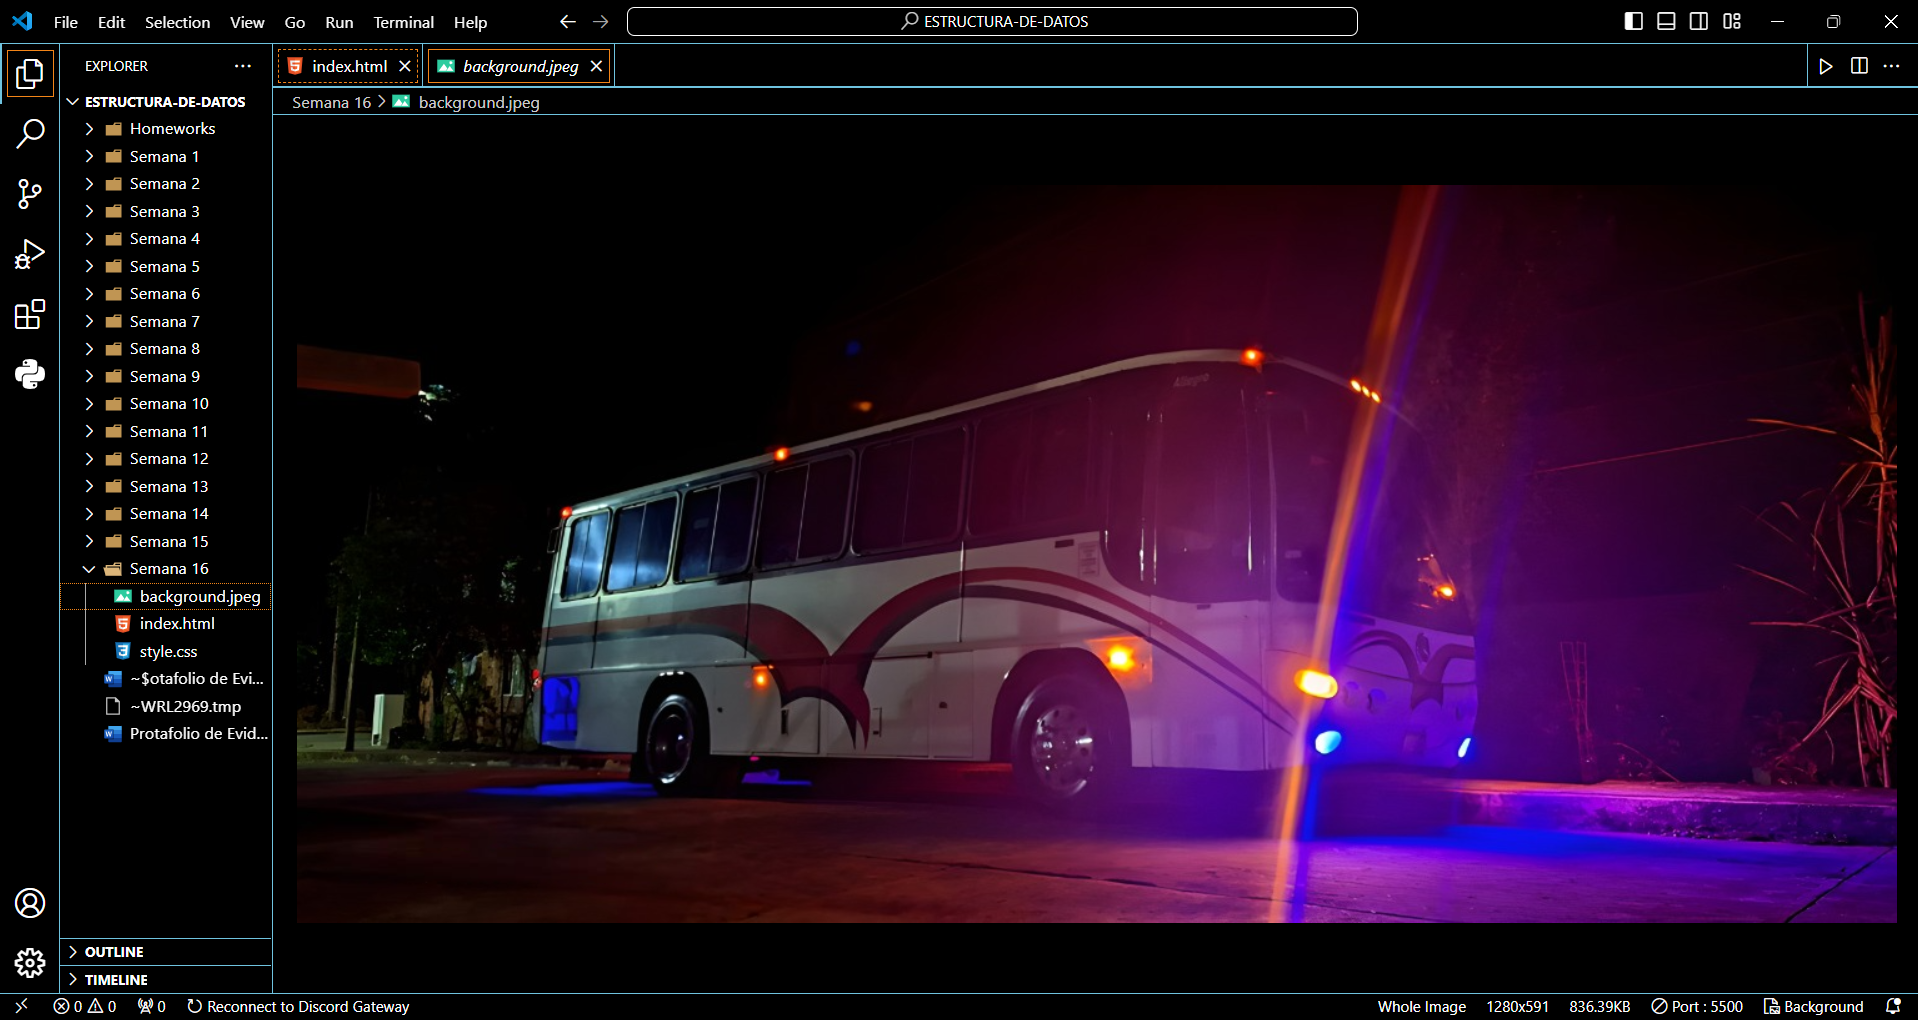 File Edit Selection View Go Run Terminal Help
ESTRUCTURA-DE-DATOS
EXPLORER
index.html
background.jpeg
Semana 16 > background.jpeg
ESTRUCTURA-DE-DATOS
Homeworks
Semana 1
Semana 2
Semana 3
Semana 4
Semana 5
Semana 6
Semana 7
Semana 8
Semana 9
Semana 10
Semana 11
Semana 12
Semana 13
Semana 14
Semana 15
Semana 16
background.jpeg
index.html
style.css
~$otafolio de Evi...
~WRL2969.tmp
Protafolio de Evid...
Allegro
OUTLINE
TIMELINE
0 0 0 Reconnect to Discord Gateway Whole Image 1280x591 836.39KB Port : 5500 Background